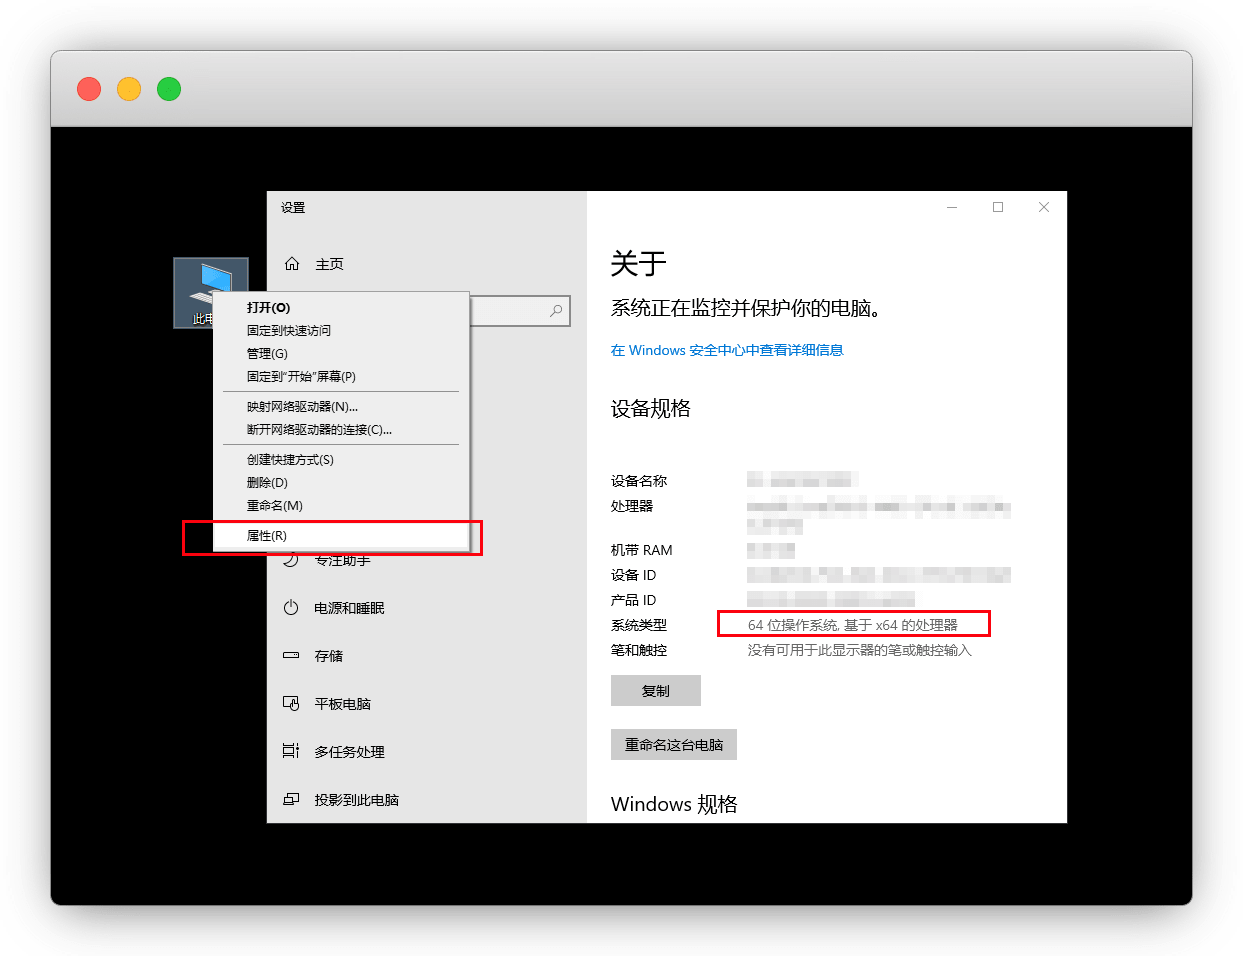 设置
主页
此电
打开(O)
固定到快速访问
管理(G)
固定到“开始”屏幕(P)
映射网络驱动器(N)...
断开网络驱动器的连接(C)...
创建快捷方式(S)
删除(D)
重命名(M)
属性(R)
专注助手
电源和睡眠
存储
平板电脑
多任务处理
投影到此电脑
关于
系统正在监控并保护你的电脑。
在 Windows 安全中心中查看详细信息
设备规格
设备名称
处理器
机带 RAM
设备 ID
产品 ID
系统类型 64 位操作系统, 基于 x64 的处理器
笔和触控 没有可用于此显示器的笔或触控输入
复制
重命名这台电脑
Windows 规格